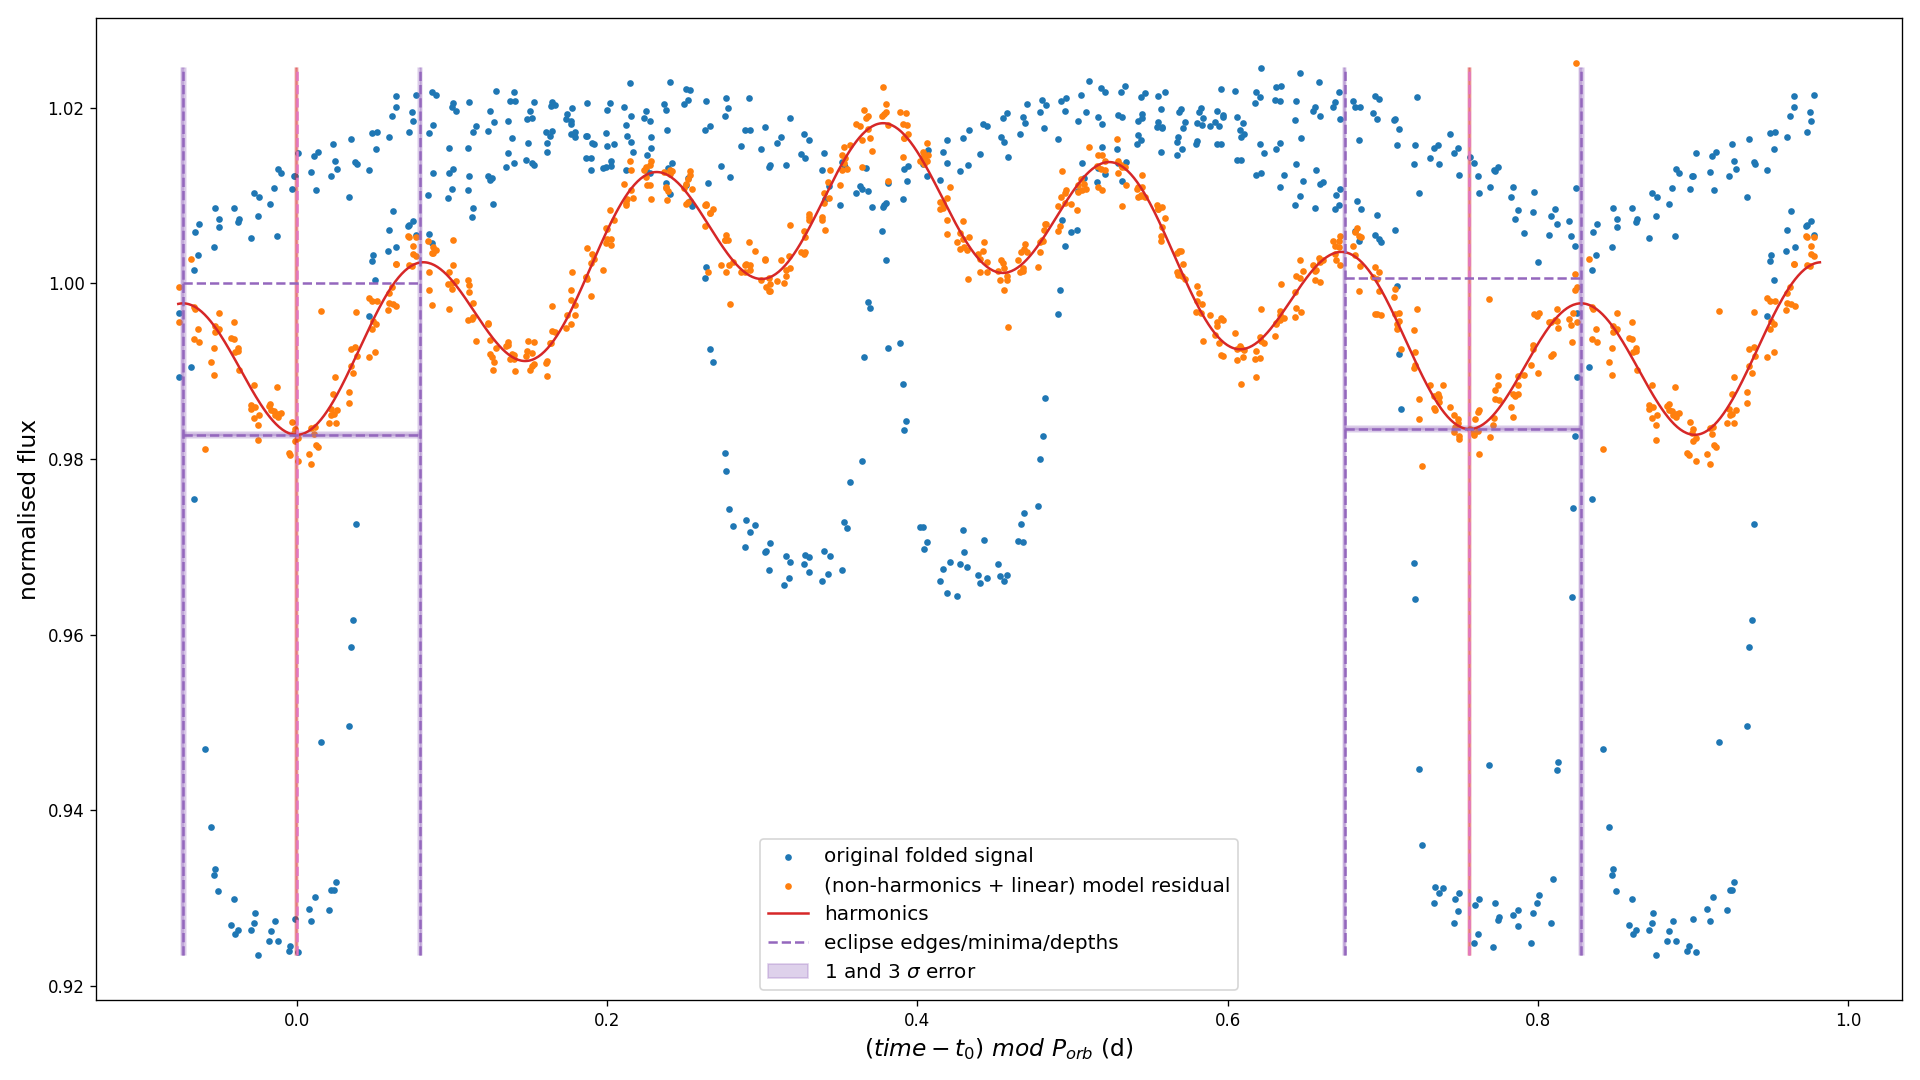 normalised flux
1.02
1.00
0.98
0.96
0.94
0.92
original folded signal
(non-harmonics + linear) model residual
harmonics
eclipse edges/minima/depths
1 and 3 σ error
0.0 0.2 0.4 0.6 0.8 1.0
(time − t₀) mod Pₒᵣb (d)